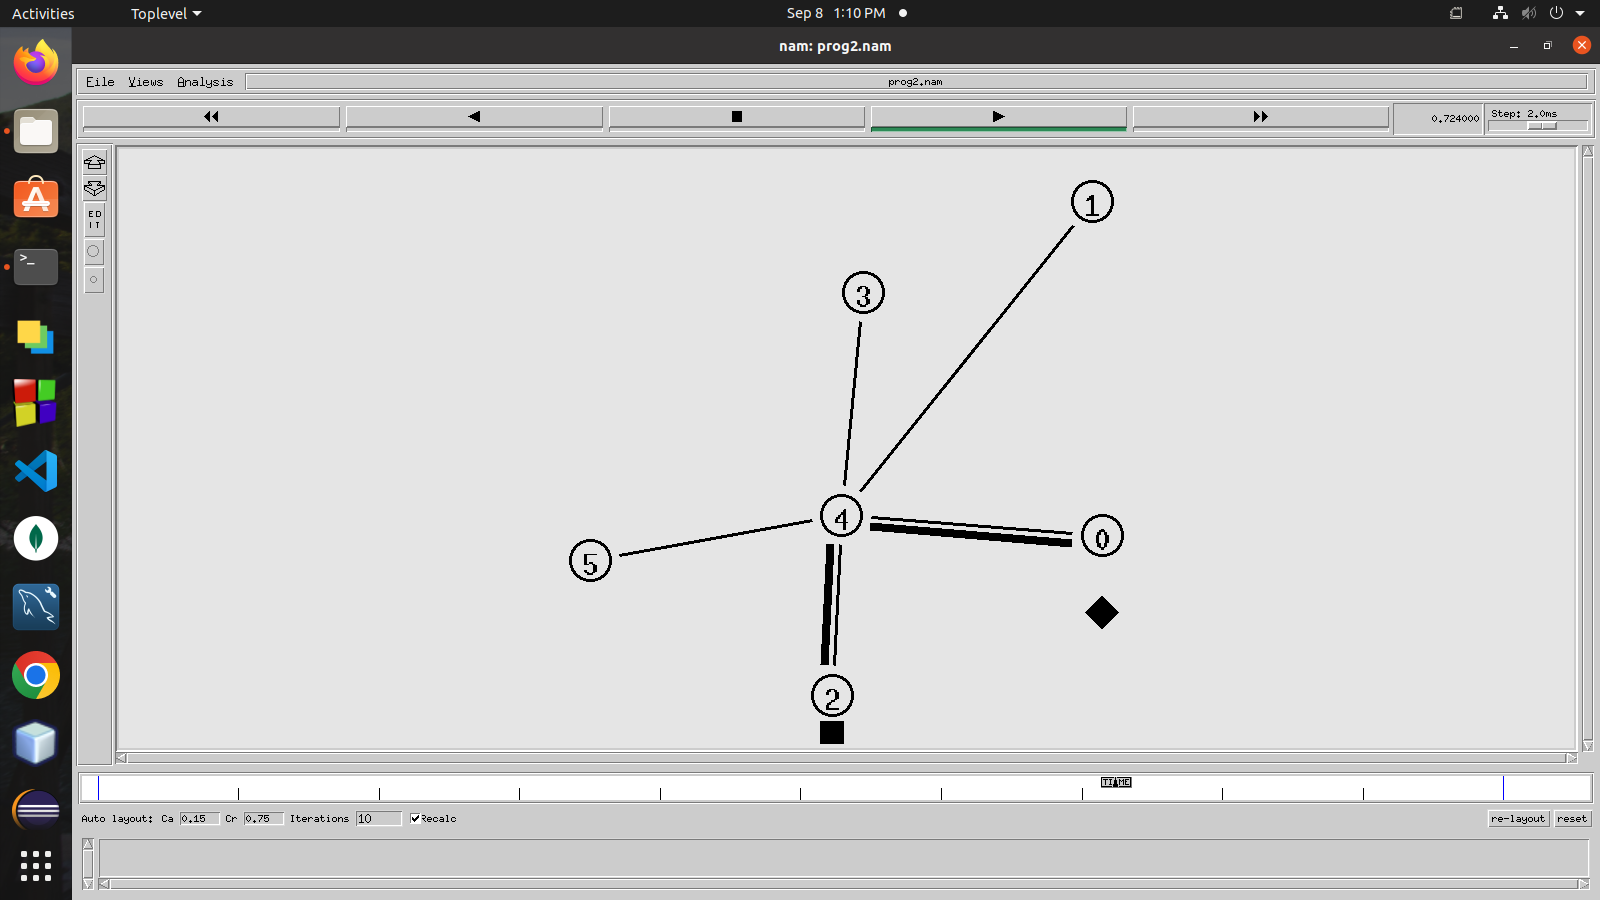 Activities Toplevel Sep 8 1:10 PM
nam: prog2.nam
File Views Analysis prog2.nam
0.724000 Step: 2.0ms
ED
IT
1
3
4
0
5
2
TIME
Auto layout: Ca 0.15 Cr 0.75 Iterations 10 Recalc re-layout reset